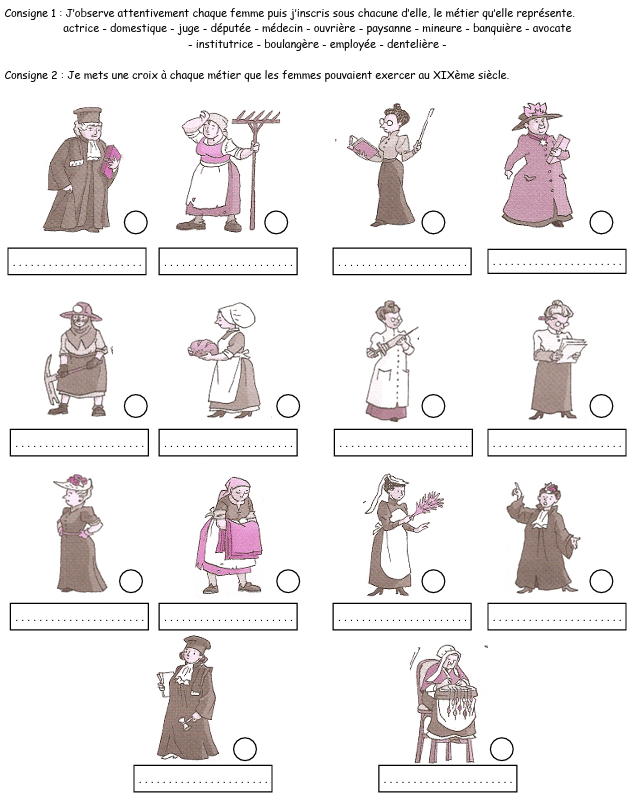 Consigne 1 : J'observe attentivement chaque femme puis j'inscris sous chacune d'elle, le métier qu'elle représente.
actrice - domestique - juge - députée - médecin - ouvrière - paysanne - mineure - banquière - avocate
- institutrice - boulangère - employée - dentelière -
Consigne 2 : Je mets une croix à chaque métier que les femmes pouvaient exercer au XIXème siècle.